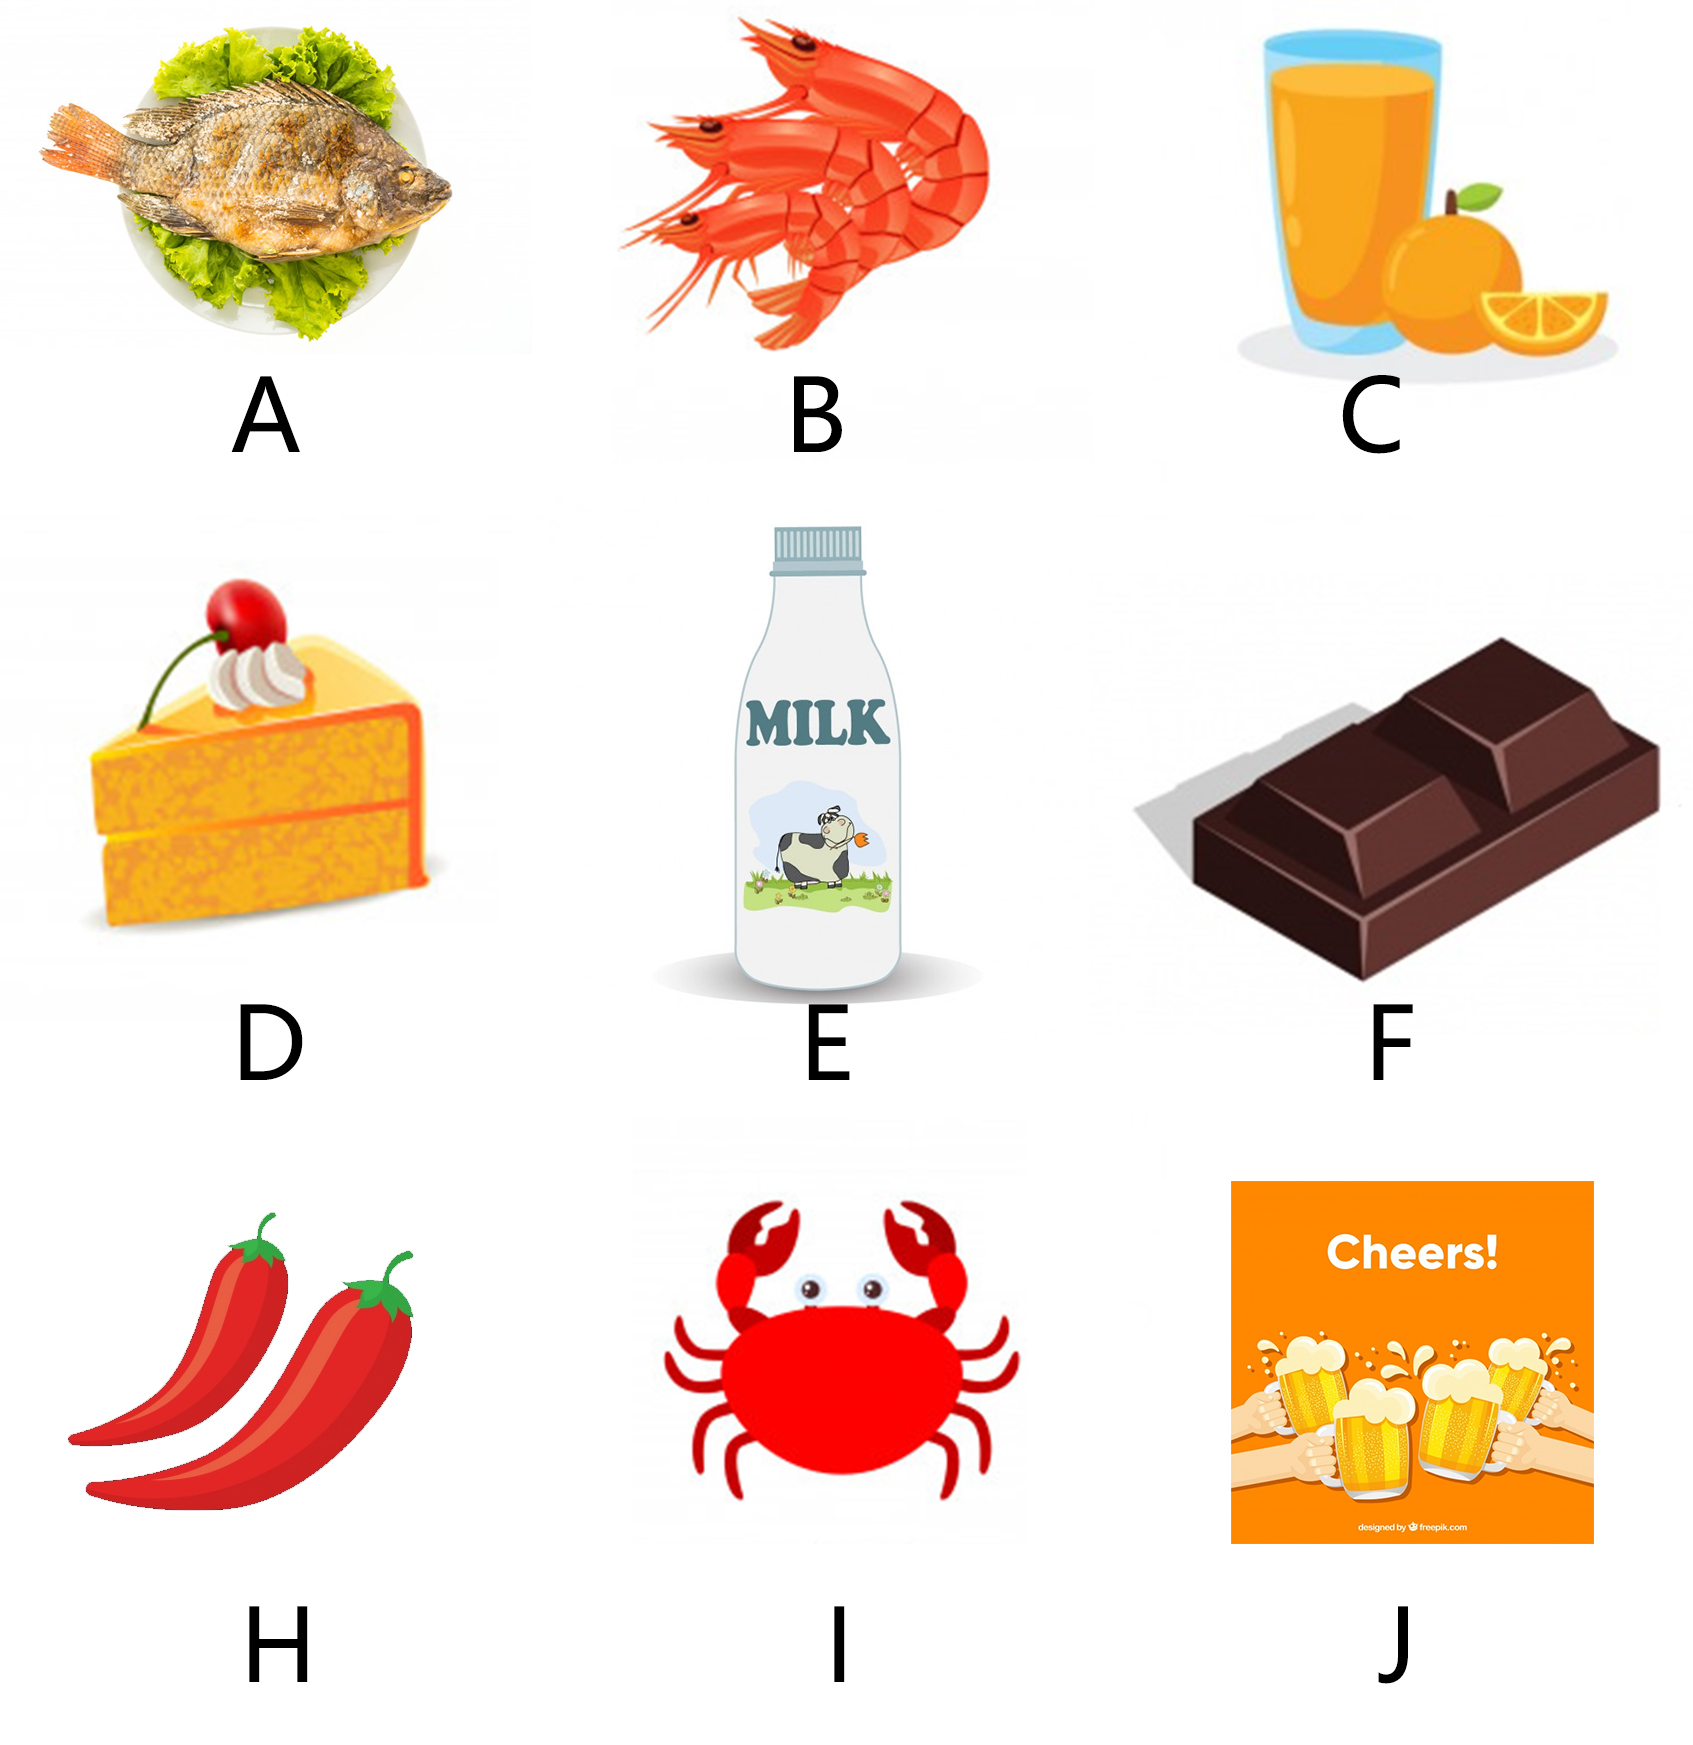 A B C
MILK
D E F
Cheers!
designed by freepik.com
H I J